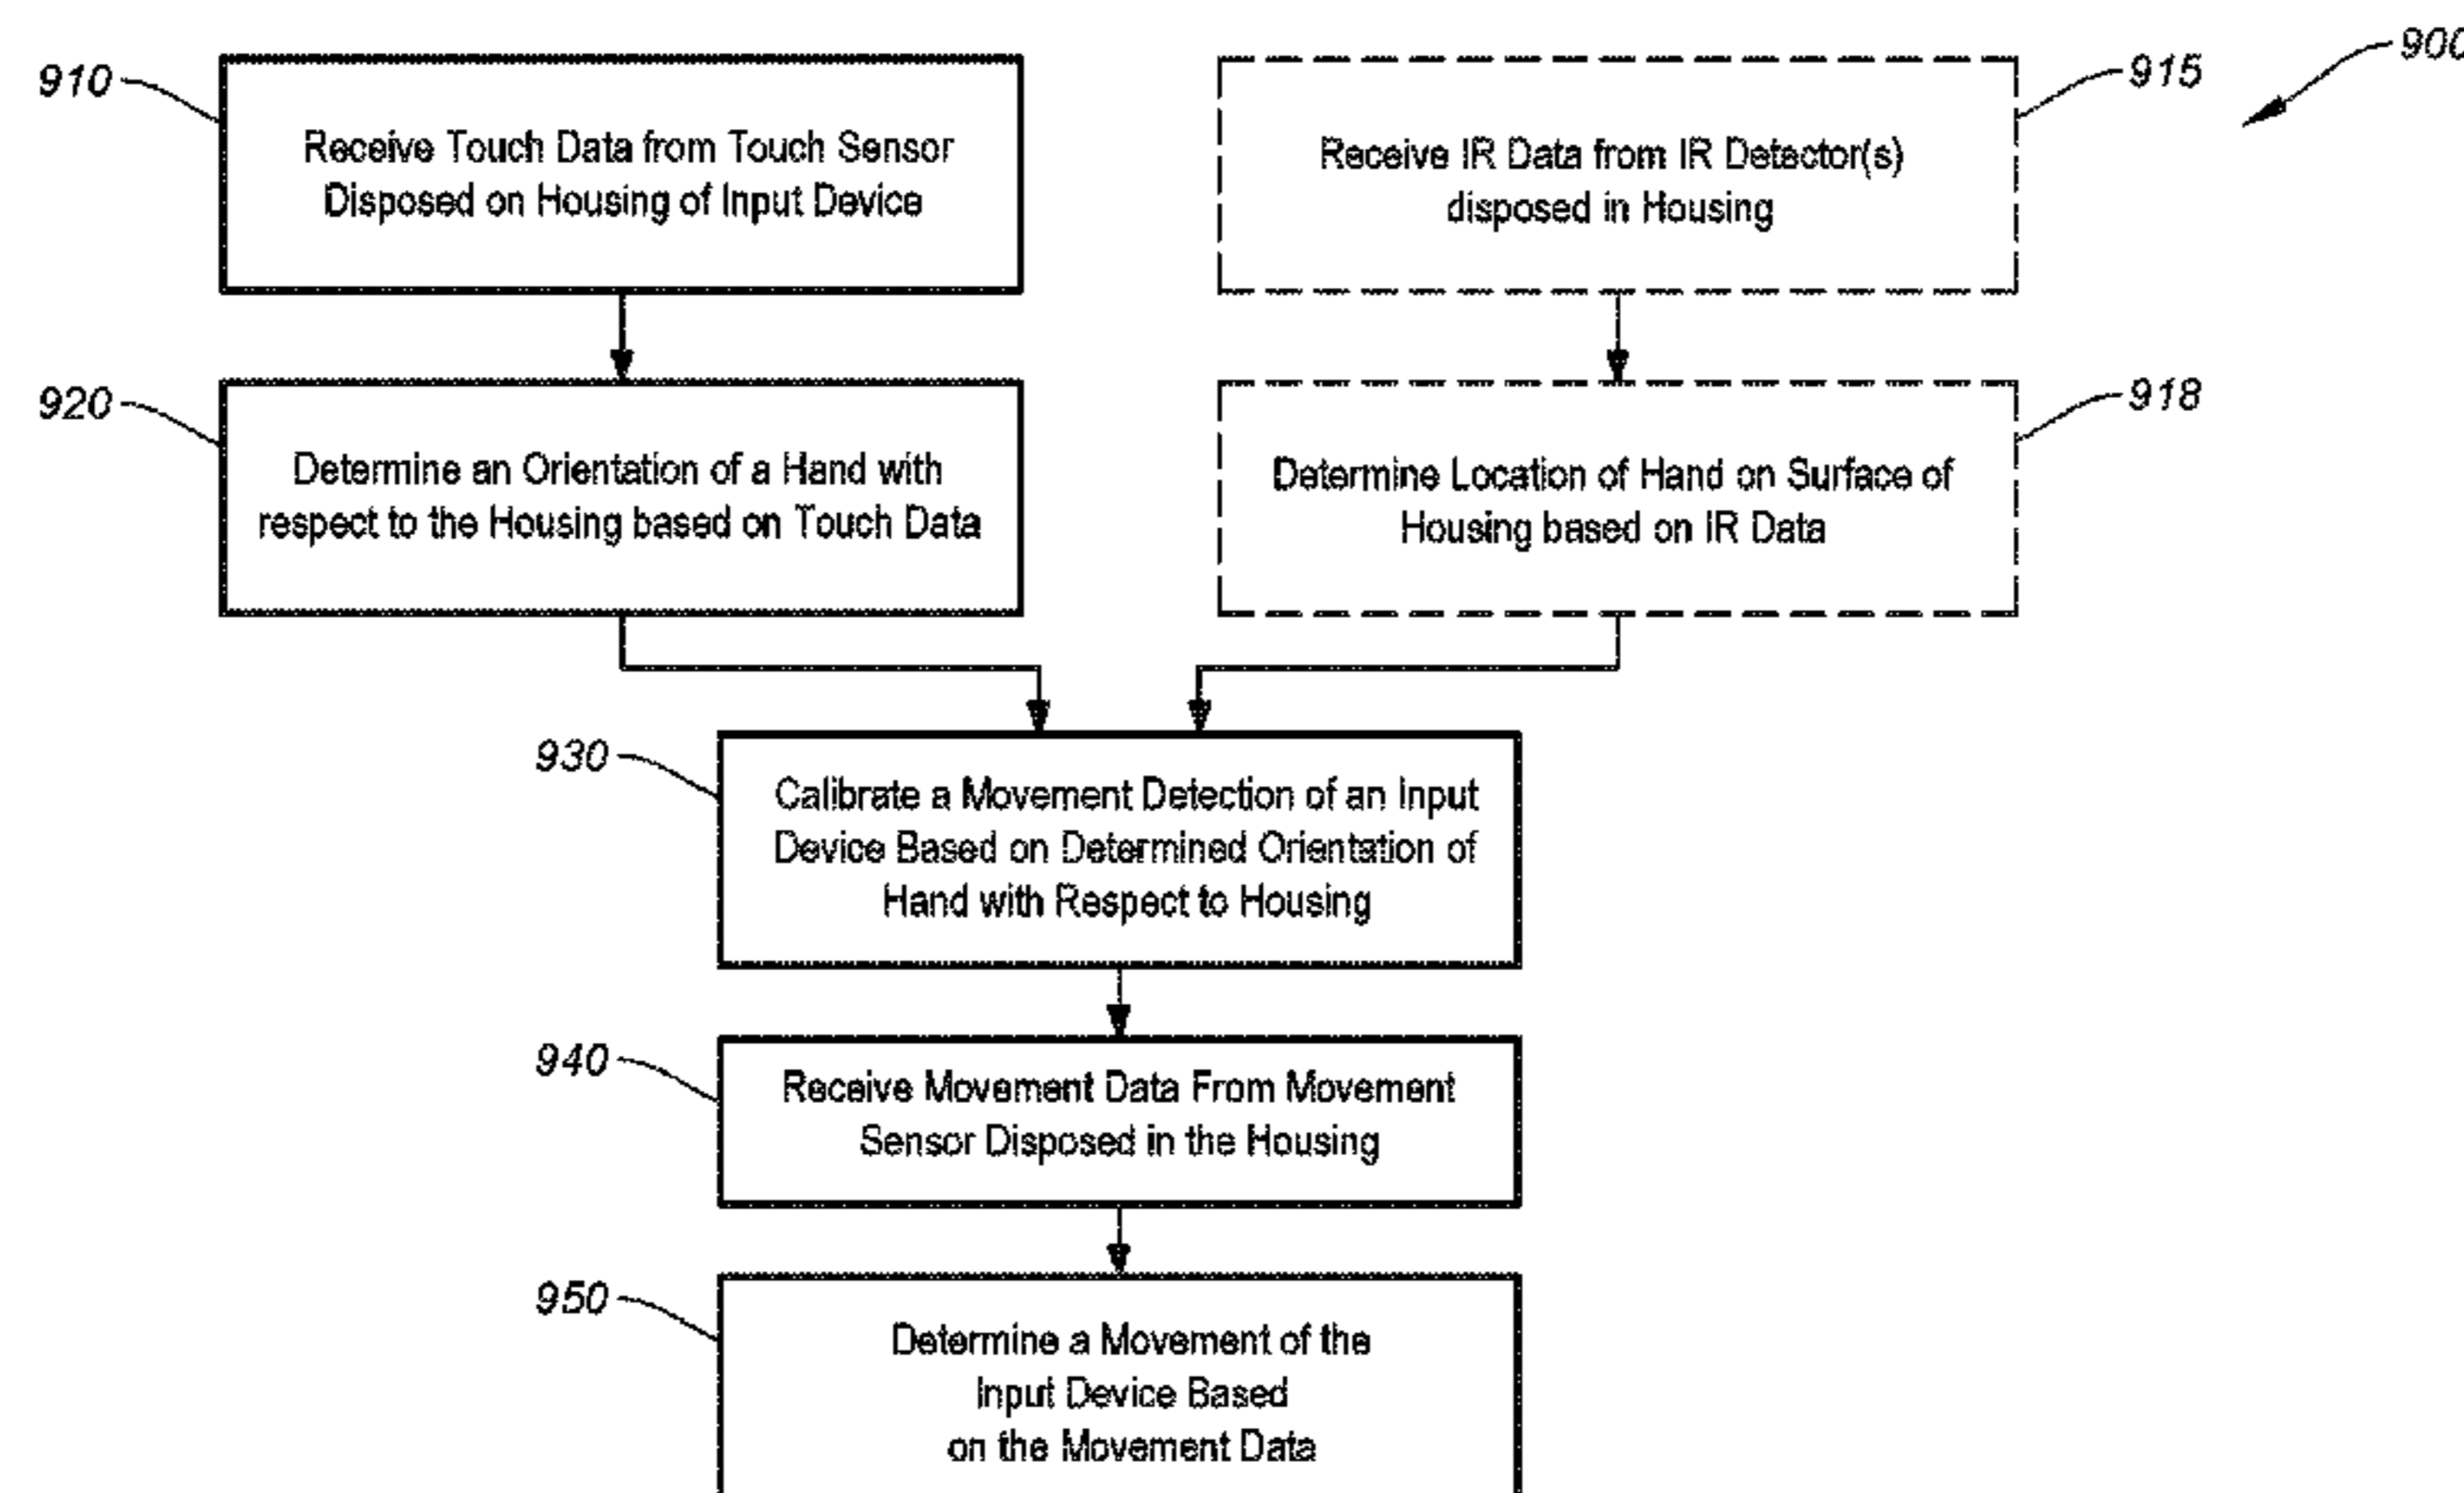 900
910
Receive Touch Data from Touch Sensor
Disposed on Housing of Input Device
915
Receive IR Data from IR Detector(s)
disposed in Housing
920
Determine an Orientation of a Hand with
respect to the Housing based on Touch Data
918
Determine Location of Hand on Surface of
Housing based on IR Data
930
Calibrate a Movement Detection of an Input
Device Based on Determined Orientation of
Hand with Respect to Housing
940
Receive Movement Data From Movement
Sensor Disposed in the Housing
950
Determine a Movement of the
Input Device Based
on the Movement Data